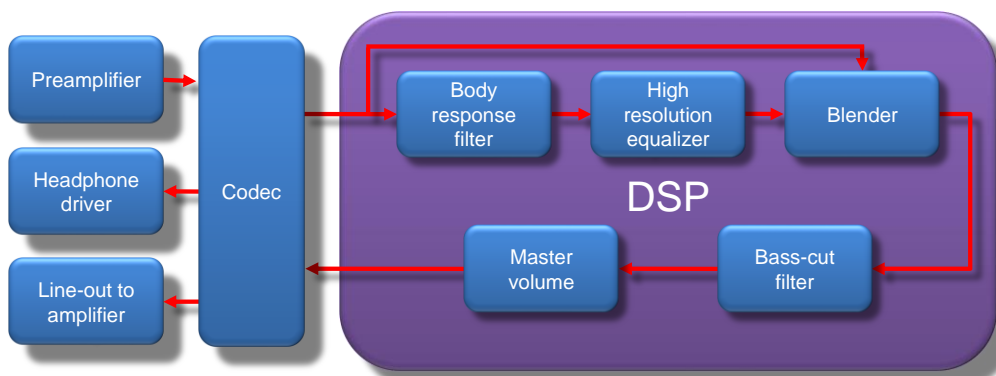 Preamplifier
Headphone
driver
Line-out to
amplifier
Codec
Body
response
filter
High
resolution
equalizer
Blender
DSP
Master
volume
Bass-cut
filter